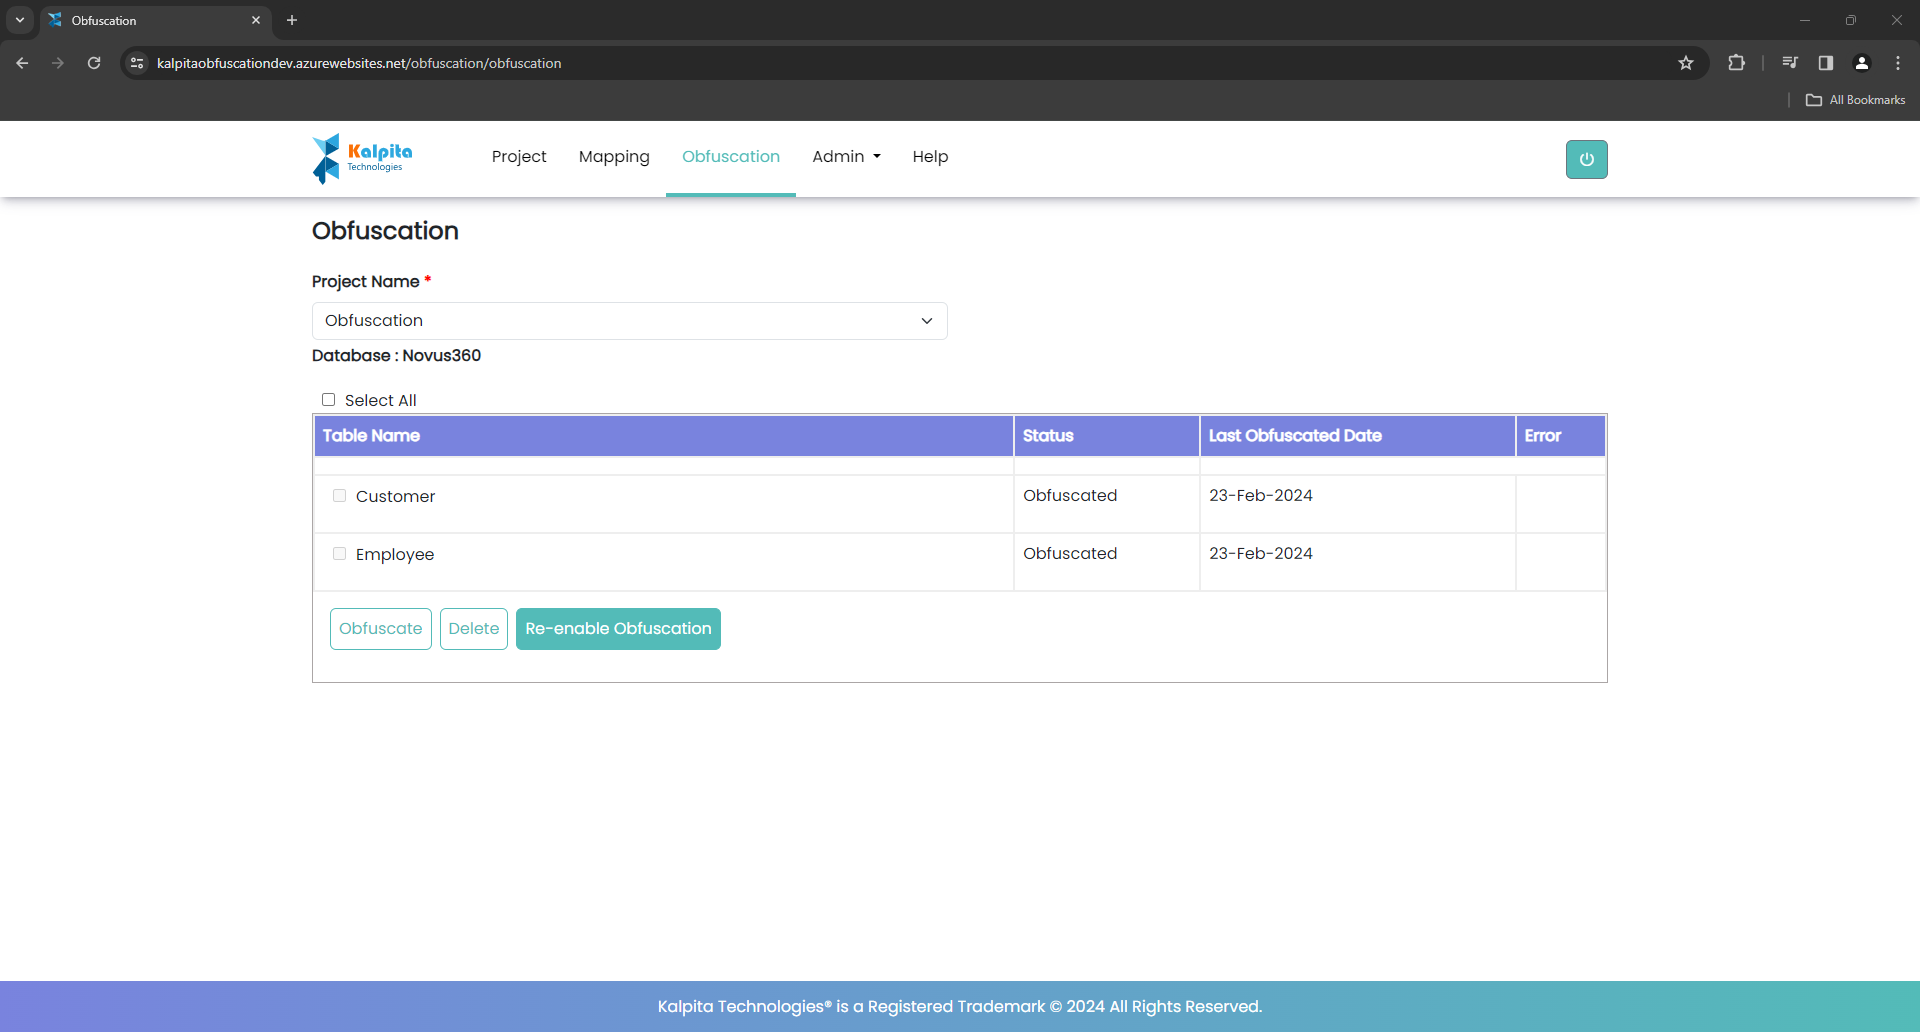 Obfuscation
kalpitaobfuscationdev.azurewebsites.net/obfuscation/obfuscation
All Bookmarks
Kalpita
Technologies
Project Mapping Obfuscation Admin Help
Obfuscation
Project Name *
Obfuscation
Database : Novus360
Select All
Table Name Status Last Obfuscated Date Error
Customer Obfuscated 23-Feb-2024
Employee Obfuscated 23-Feb-2024
Obfuscate Delete Re-enable Obfuscation
Kalpita Technologies® is a Registered Trademark © 2024 All Rights Reserved.